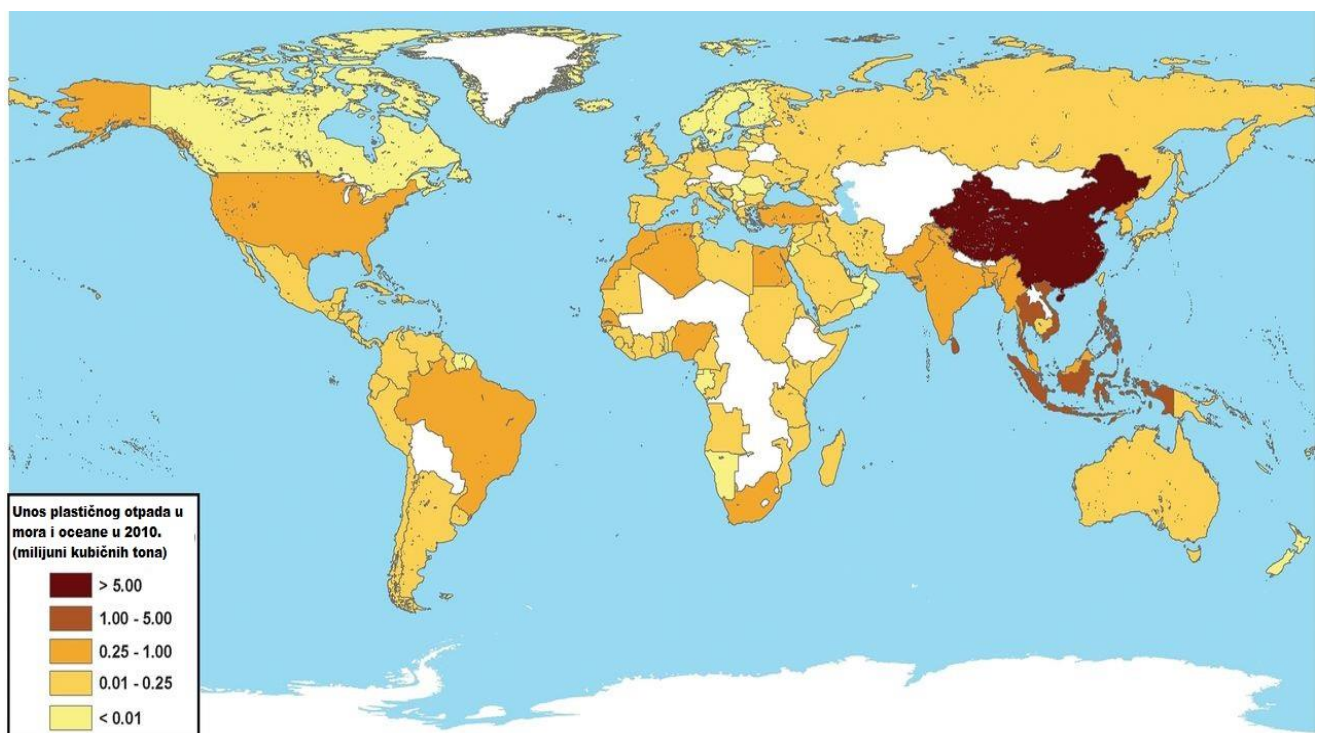 Unos plastičnog otpada u
mora i oceane u 2010.
(milijuni kubičnih tona)
> 5.00
1.00 - 5.00
0.25 - 1.00
0.01 - 0.25
< 0.01